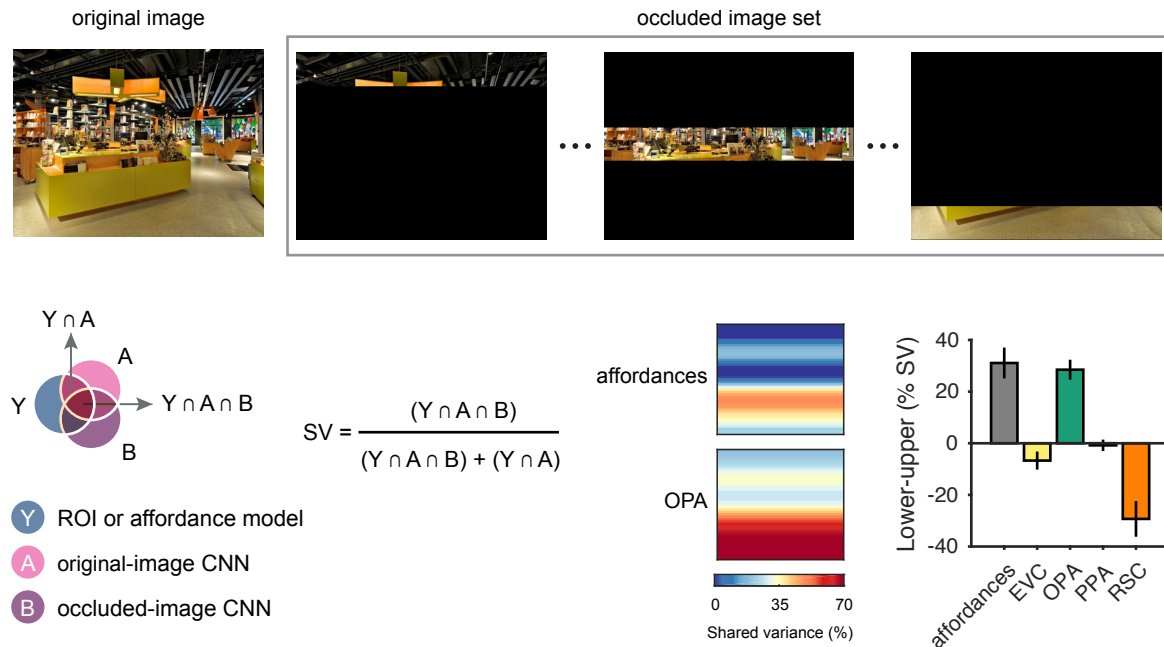 original image
occluded image set
Y ∩ A
A
Y
Y ∩ A ∩ B
B
SV = (Y ∩ A ∩ B)
(Y ∩ A ∩ B) + (Y ∩ A)
Y ROI or affordance model
A original-image CNN
B occluded-image CNN
affordances
OPA
0 35 70
Shared variance (%)
Lower-upper (% SV)
40
20
0
-20
-40
affordances
EVC
OPA
PPA
RSC